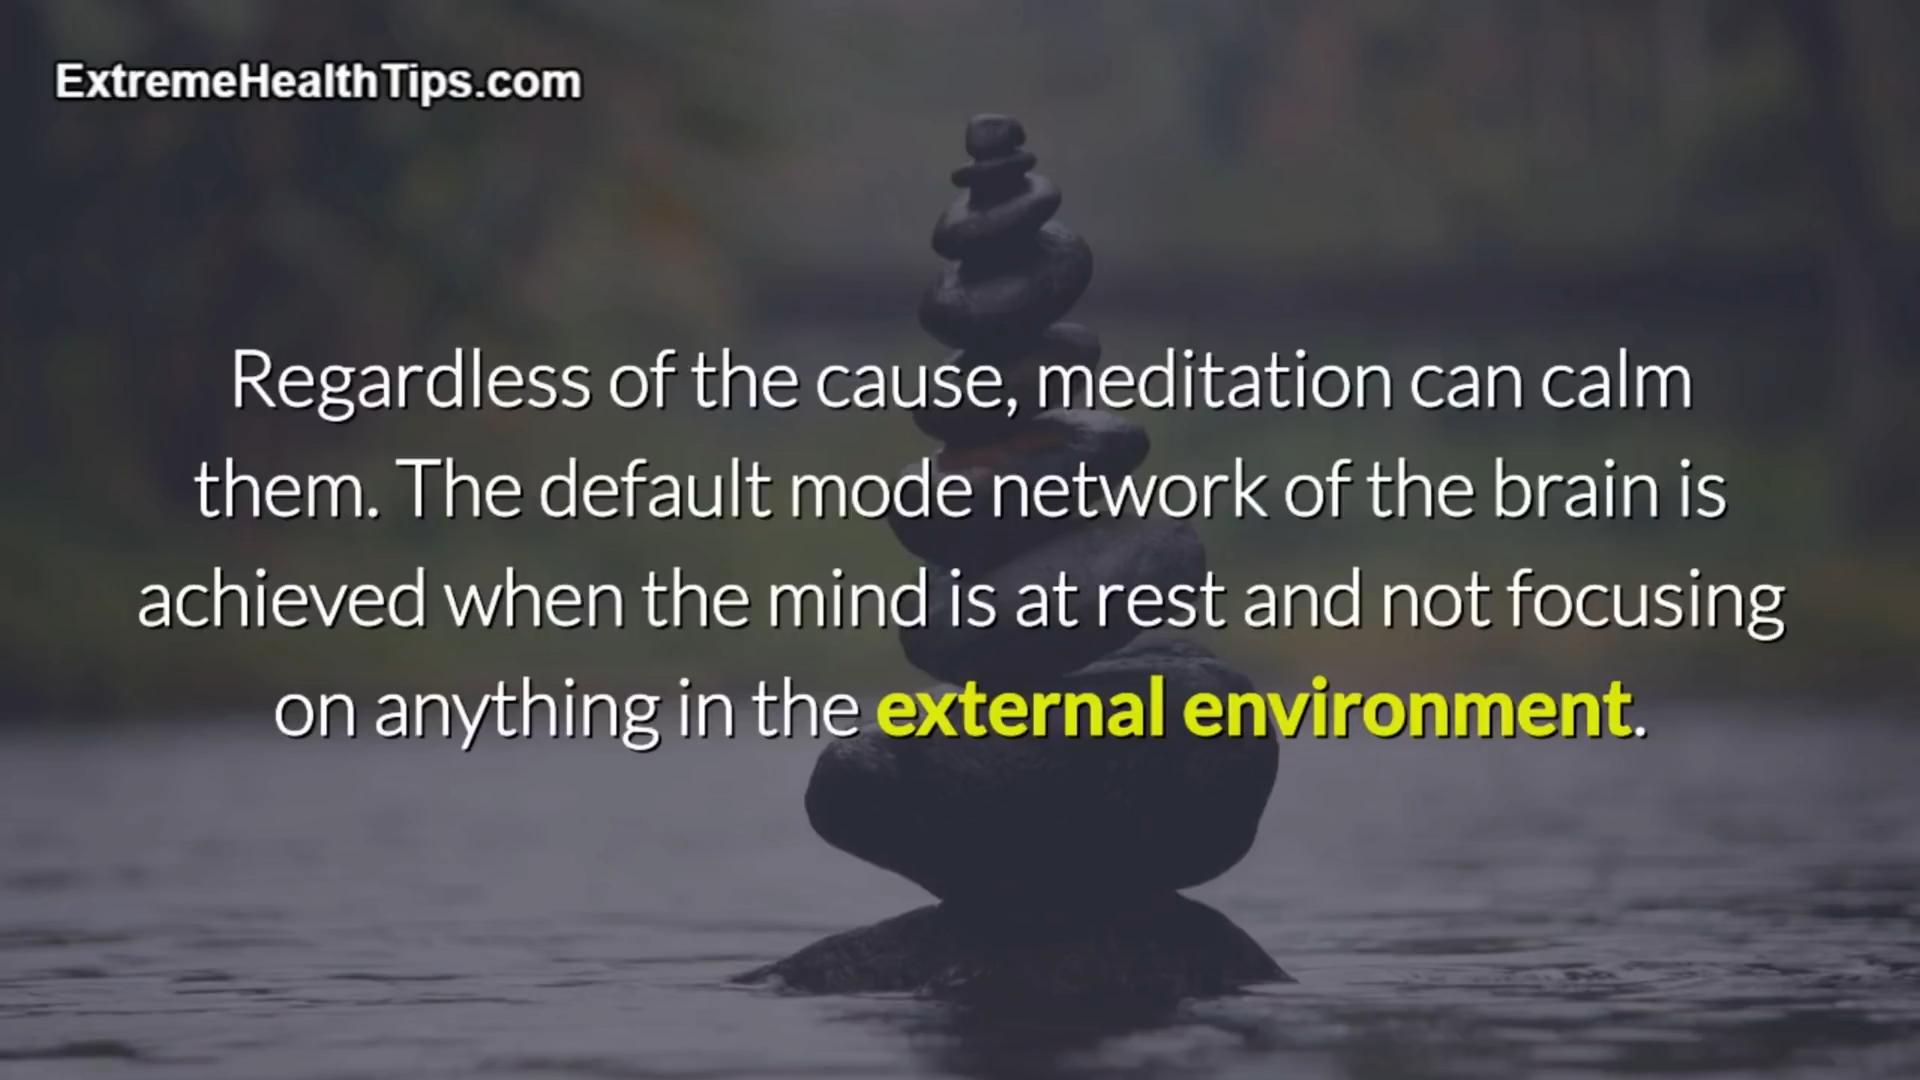 ExtremeHealthTips.com
Regardless of the cause, meditation can calm
them. The default mode network of the brain is
achieved when the mind is at rest and not focusing
on anything in the external environment.